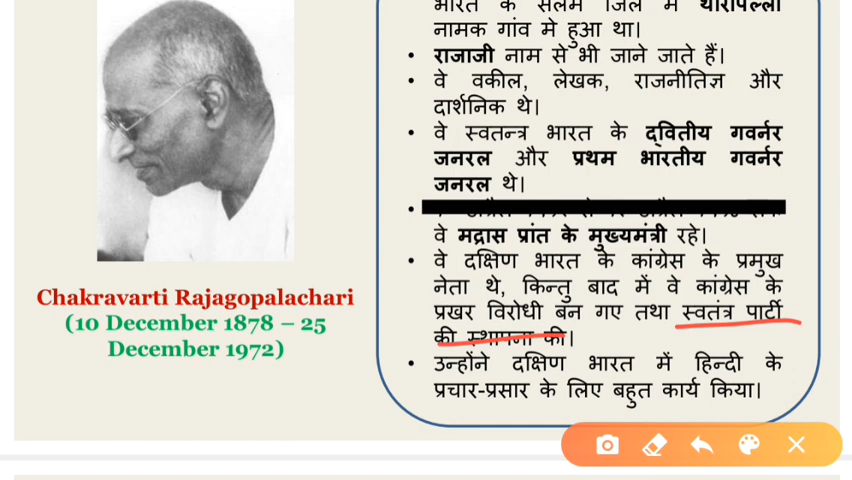 भारत के सेलम जिले में थोरापल्ली
नामक गांव मे हुआ था।
• राजाजी नाम से भी जाने जाते हैं।
• वे वकील, लेखक, राजनीतिज्ञ और
दार्शनिक थे।
• वे स्वतन्त्र भारत के द्वितीय गवर्नर
जनरल और प्रथम भारतीय गवर्नर
जनरल थे।
•
वे मद्रास प्रांत के मुख्यमंत्री रहे।
• वे दक्षिण भारत के कांग्रेस के प्रमुख
नेता थे, किन्तु बाद में वे कांग्रेस के
प्रखर विरोधी बन गए तथा स्वतंत्र पार्टी
की स्थापना की।
• उन्होंने दक्षिण भारत में हिन्दी के
प्रचार-प्रसार के लिए बहुत कार्य किया।
Chakravarti Rajagopalachari
(10 December 1878 – 25
December 1972)